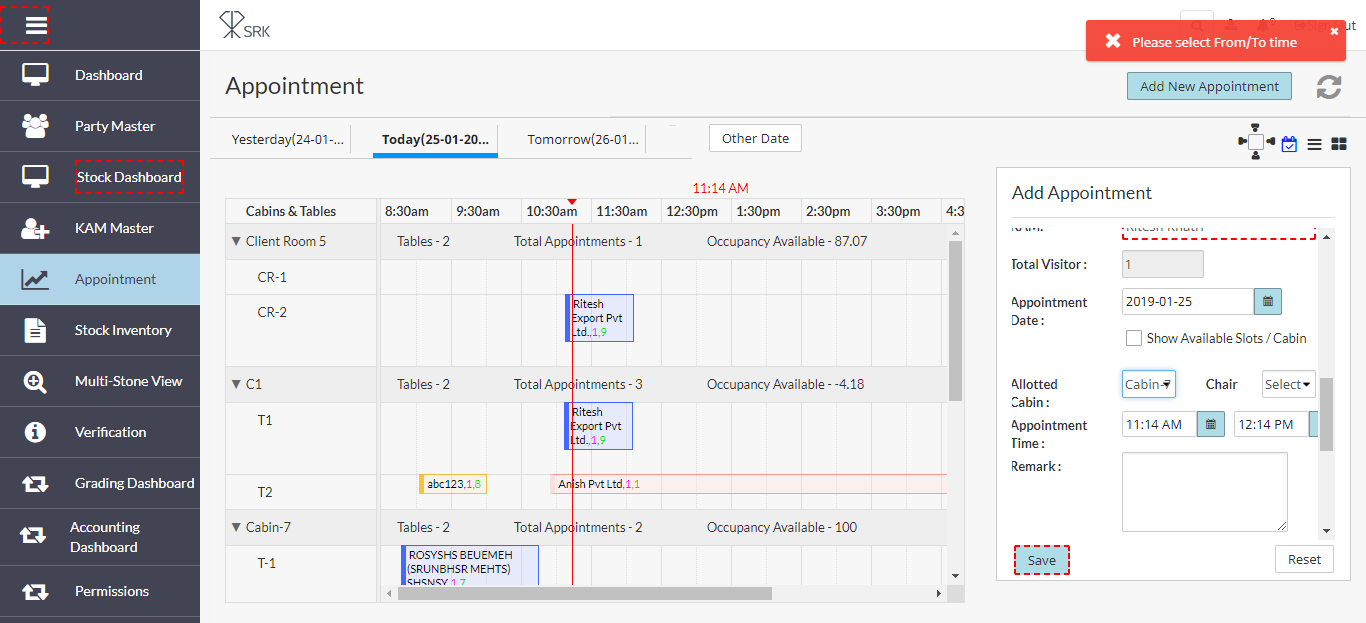 SRK
Please select From/To time
Dashboard
Party Master
Stock Dashboard
KAM Master
Appointment
Stock Inventory
Multi-Stone View
Verification
Grading Dashboard
Accounting
Dashboard
Permissions
Appointment
Add New Appointment
Yesterday(24-01-...
Today(25-01-20...
Tomorrow(26-01...
Other Date
11:14 AM
Cabins & Tables
8:30am 9:30am 10:30am 11:30am 12:30pm 1:30pm 2:30pm 3:30pm 4:3
Client Room 5 Tables - 2 Total Appointments - 1 Occupancy Available - 87.07
CR-1
CR-2
Ritesh
Export Pvt
Ltd.,1,9
C1 Tables - 2 Total Appointments - 3 Occupancy Available - -4.18
T1
Ritesh
Export Pvt
Ltd.,1,9
T2
abc123,1,8
Anish Pvt Ltd,1,1
Cabin-7 Tables - 2 Total Appointments - 2 Occupancy Available - 100
T-1
ROSYSHS BEUEMEH
(SRUNBHSR MEHTS)
SHSNSY,1,7
Add Appointment
Total Visitor : 1
Appointment
Date :
2019-01-25
Show Available Slots / Cabin
Allotted
Cabin :
Cabin-7
Chair
Select
Appointment
Time :
11:14 AM
12:14 PM
Remark :
Save
Reset